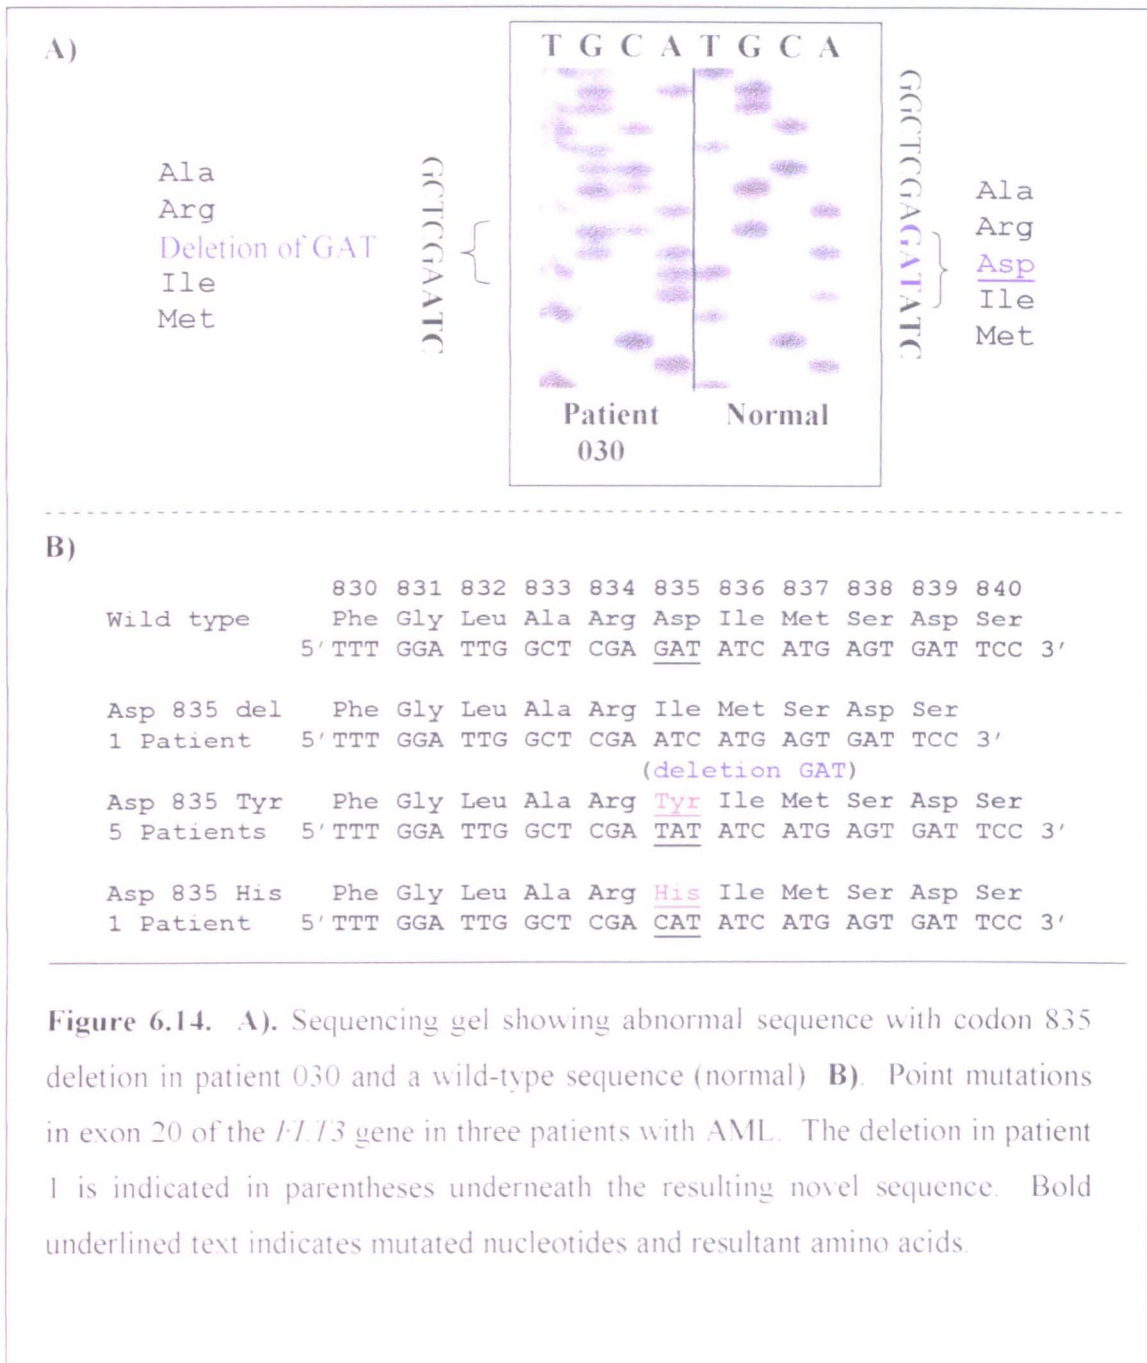 A)
T G C A T G C A
GGCTCGAGATATC
GCTCGAATC
Ala
Arg
Deletion of GAT
Ile
Met
Ala
Arg
Asp
Ile
Met
Patient Normal
030
B)
830 831 832 833 834 835 836 837 838 839 840
Wild type Phe Gly Leu Ala Arg Asp Ile Met Ser Asp Ser
5' TTT GGA TTG GCT CGA GAT ATC ATG AGT GAT TCC 3'
Asp 835 del Phe Gly Leu Ala Arg Ile Met Ser Asp Ser
1 Patient 5' TTT GGA TTG GCT CGA ATC ATG AGT GAT TCC 3'
(deletion GAT)
Asp 835 Tyr Phe Gly Leu Ala Arg Tyr Ile Met Ser Asp Ser
5 Patients 5' TTT GGA TTG GCT CGA TAT ATC ATG AGT GAT TCC 3'
Asp 835 His Phe Gly Leu Ala Arg His Ile Met Ser Asp Ser
1 Patient 5' TTT GGA TTG GCT CGA CAT ATC ATG AGT GAT TCC 3'
Figure 6.14. A). Sequencing gel showing abnormal sequence with codon 835
deletion in patient 030 and a wild-type sequence (normal) B). Point mutations
in exon 20 of the FLT3 gene in three patients with AML. The deletion in patient
1 is indicated in parentheses underneath the resulting novel sequence. Bold
underlined text indicates mutated nucleotides and resultant amino acids.